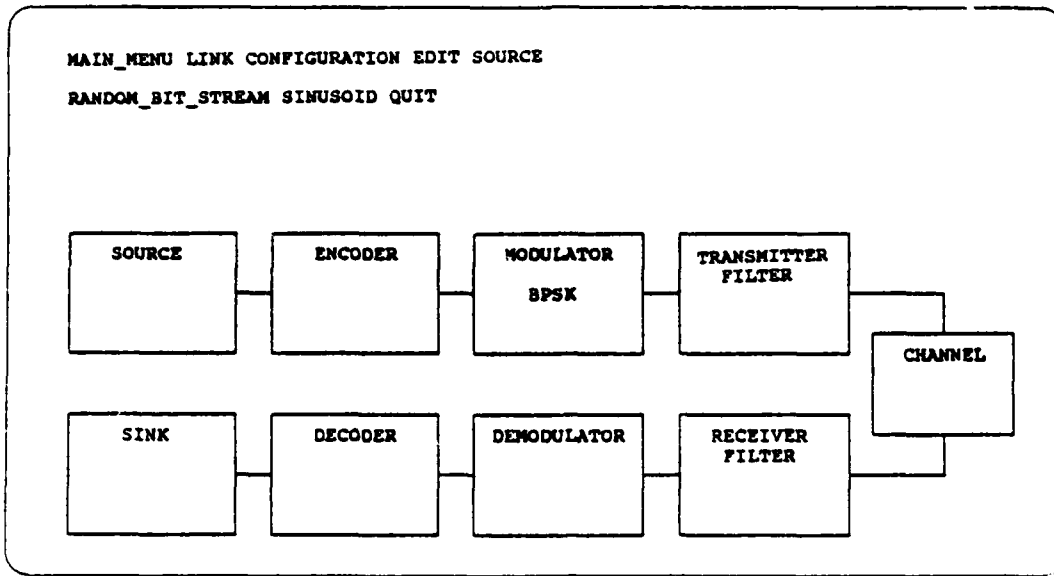 MAIN_MENU LINK CONFIGURATION EDIT SOURCE
RANDOM_BIT_STREAM SINUSOID QUIT
SOURCE
ENCODER
MODULATOR
BPSK
TRANSMITTER
FILTER
CHANNEL
SINK
DECODER
DEMODULATOR
RECEIVER
FILTER